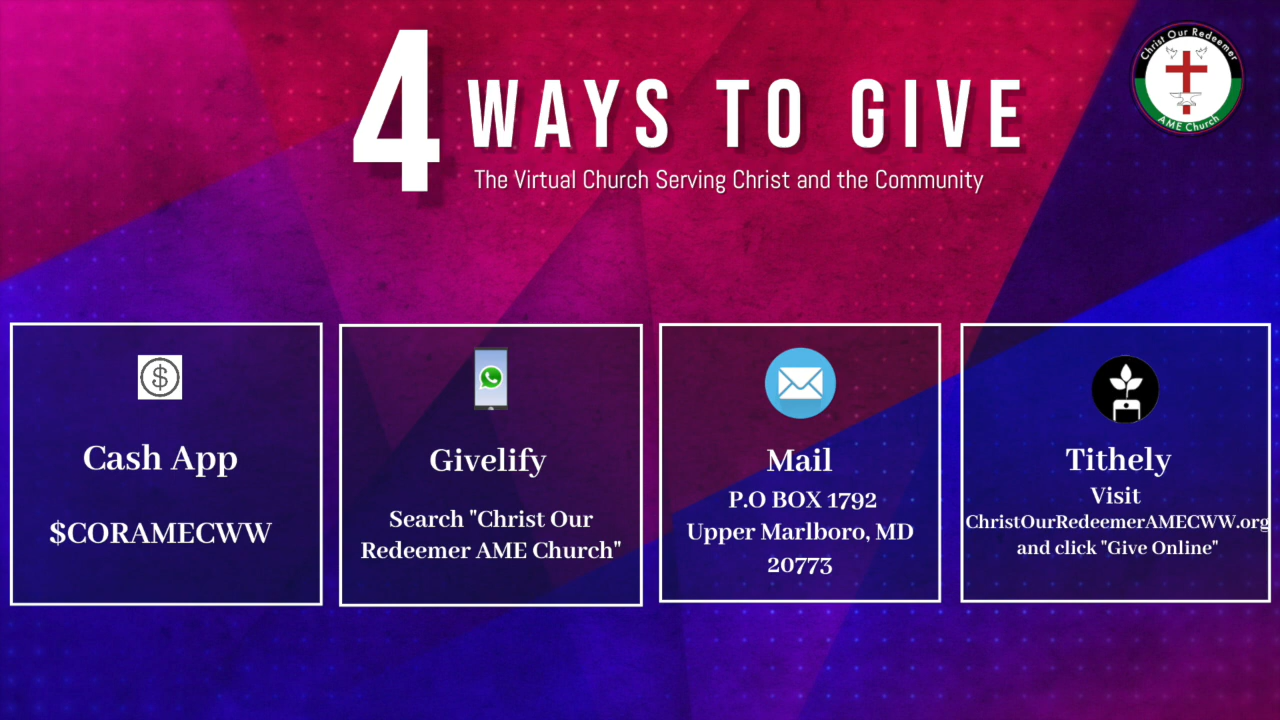 4 WAYS TO GIVE
The Virtual Church Serving Christ and the Community
Christ Our Redeemer
AME Church
Cash App
$CORAMECWW
Givelify
Search "Christ Our
Redeemer AME Church"
Mail
P.O BOX 1792
Upper Marlboro, MD
20773
Tithely
Visit
ChristOurRedeemerAMECWW.org
and click "Give Online"